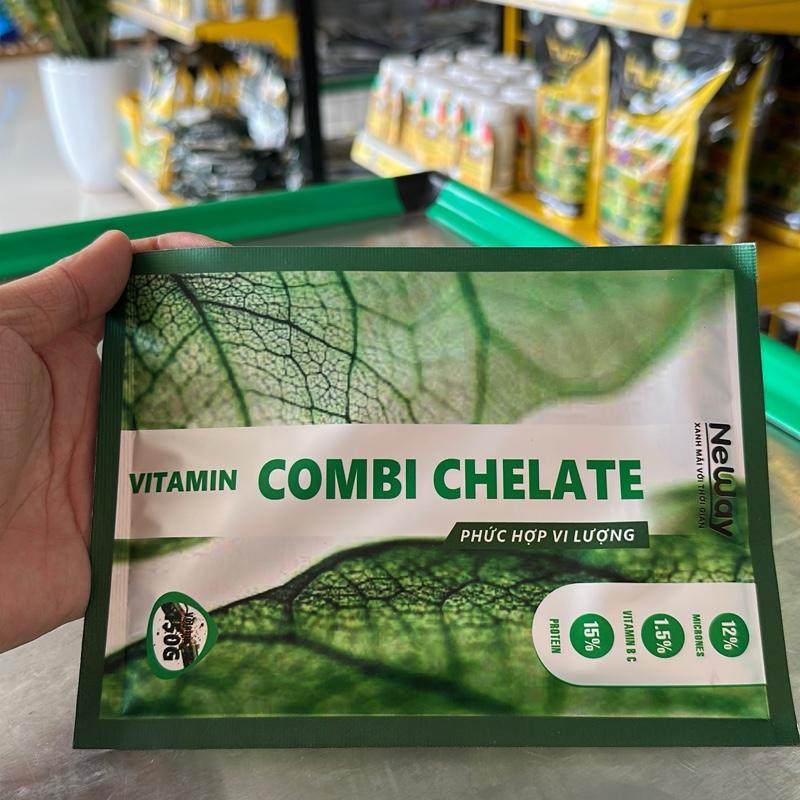 VITAMIN COMBI CHELATE
PHỨC HỢP VI LƯỢNG
Neway
XANH MÃI VỚI THỜI GIAN
12%
MICRONES
1.5%
VITAMIN B C
15%
PROTEIN
50G